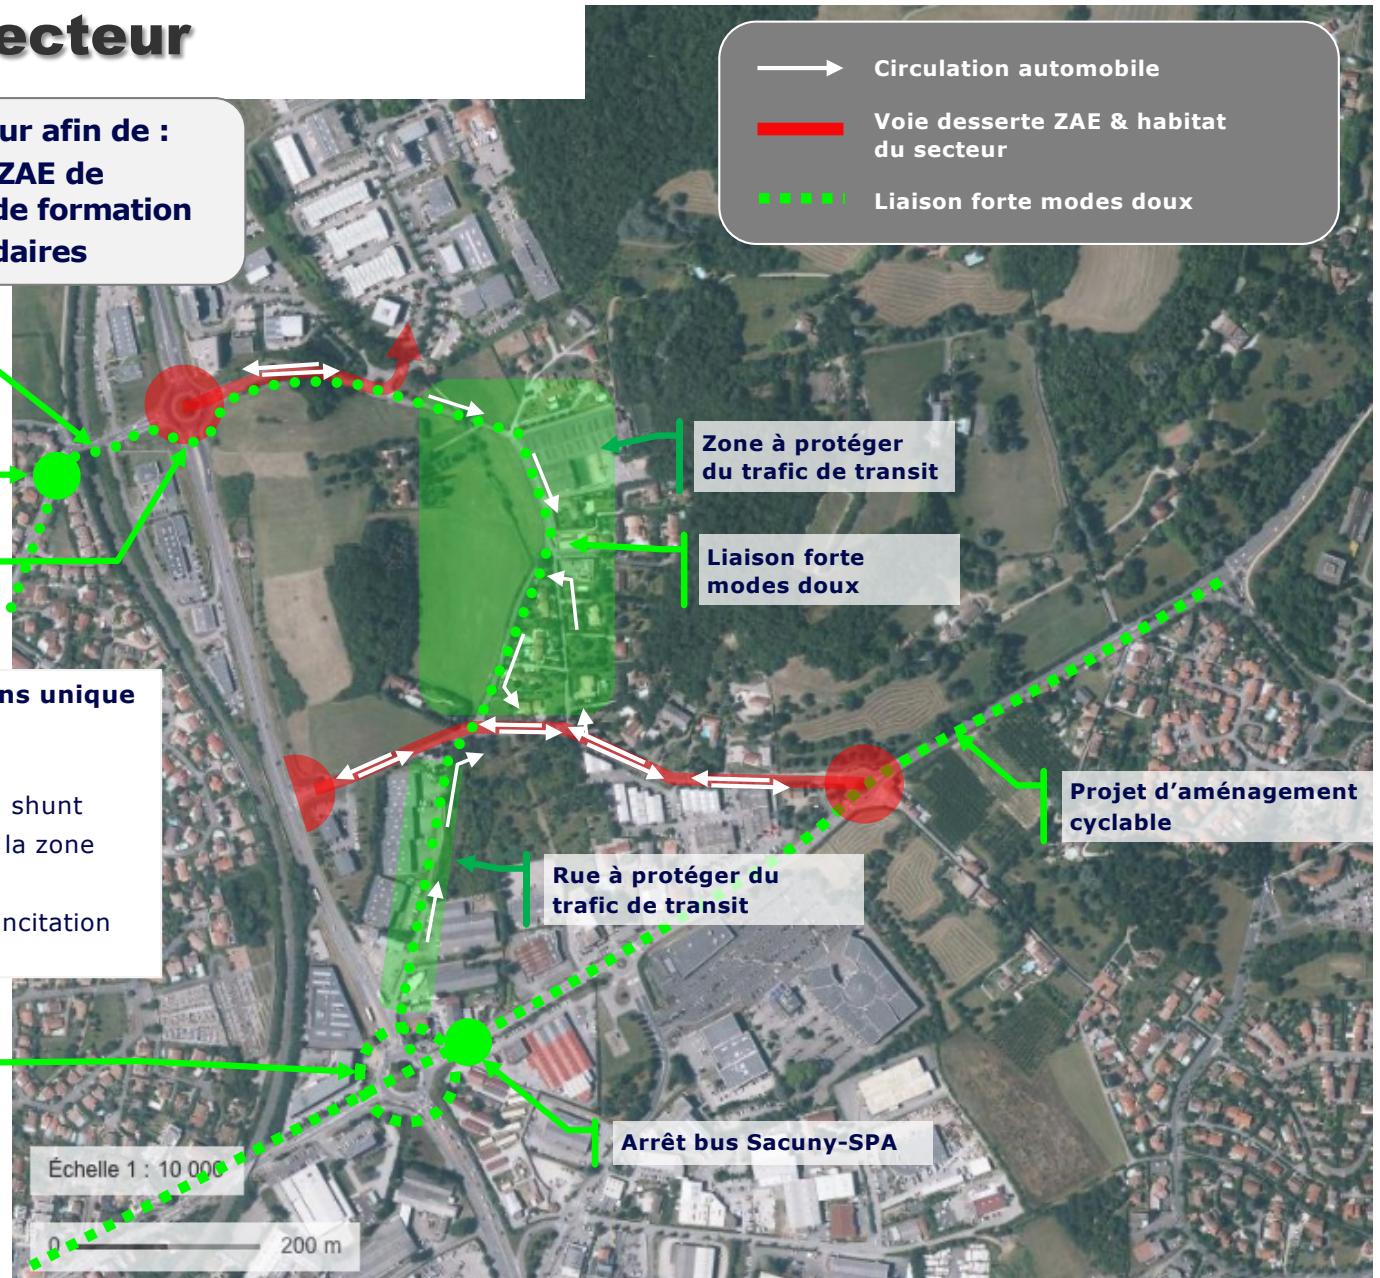 ecteur
ur afin de :
ZAE de
de formation
daires
Circulation automobile
Voie desserte ZAE & habitat
du secteur
Liaison forte modes doux
Zone à protéger
du trafic de transit
Liaison forte
modes doux
ns unique
shunt
la zone
ncitation
Projet d’aménagement
cyclable
Rue à protéger du
trafic de transit
Arrêt bus Sacuny-SPA
Échelle 1 : 10 000
0 200 m